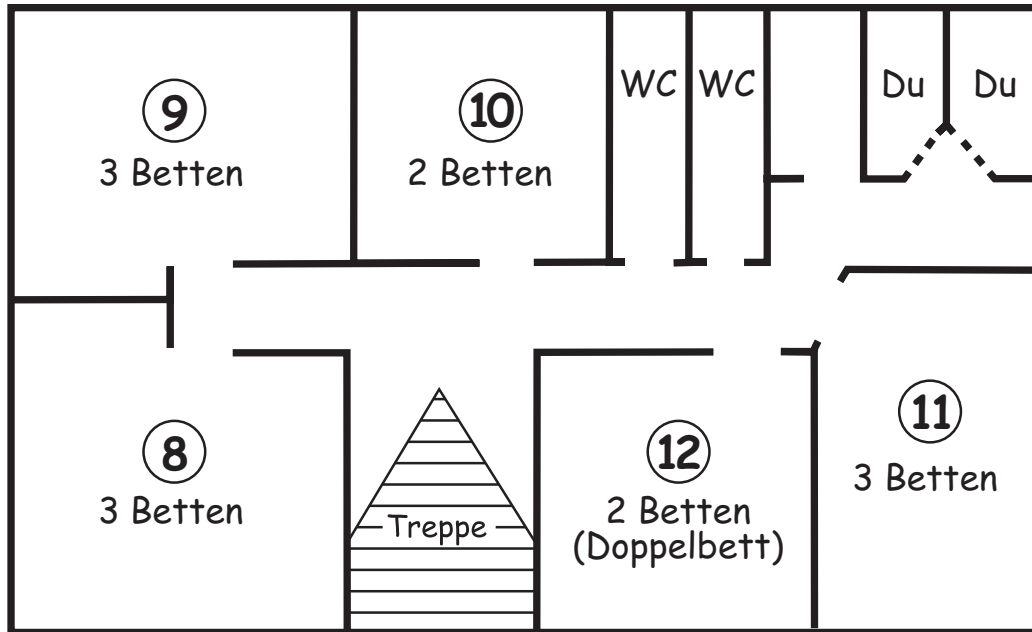 9
3 Betten
10
2 Betten
WC
WC
Du
Du
8
3 Betten
Treppe
12
2 Betten
(Doppelbett)
11
3 Betten